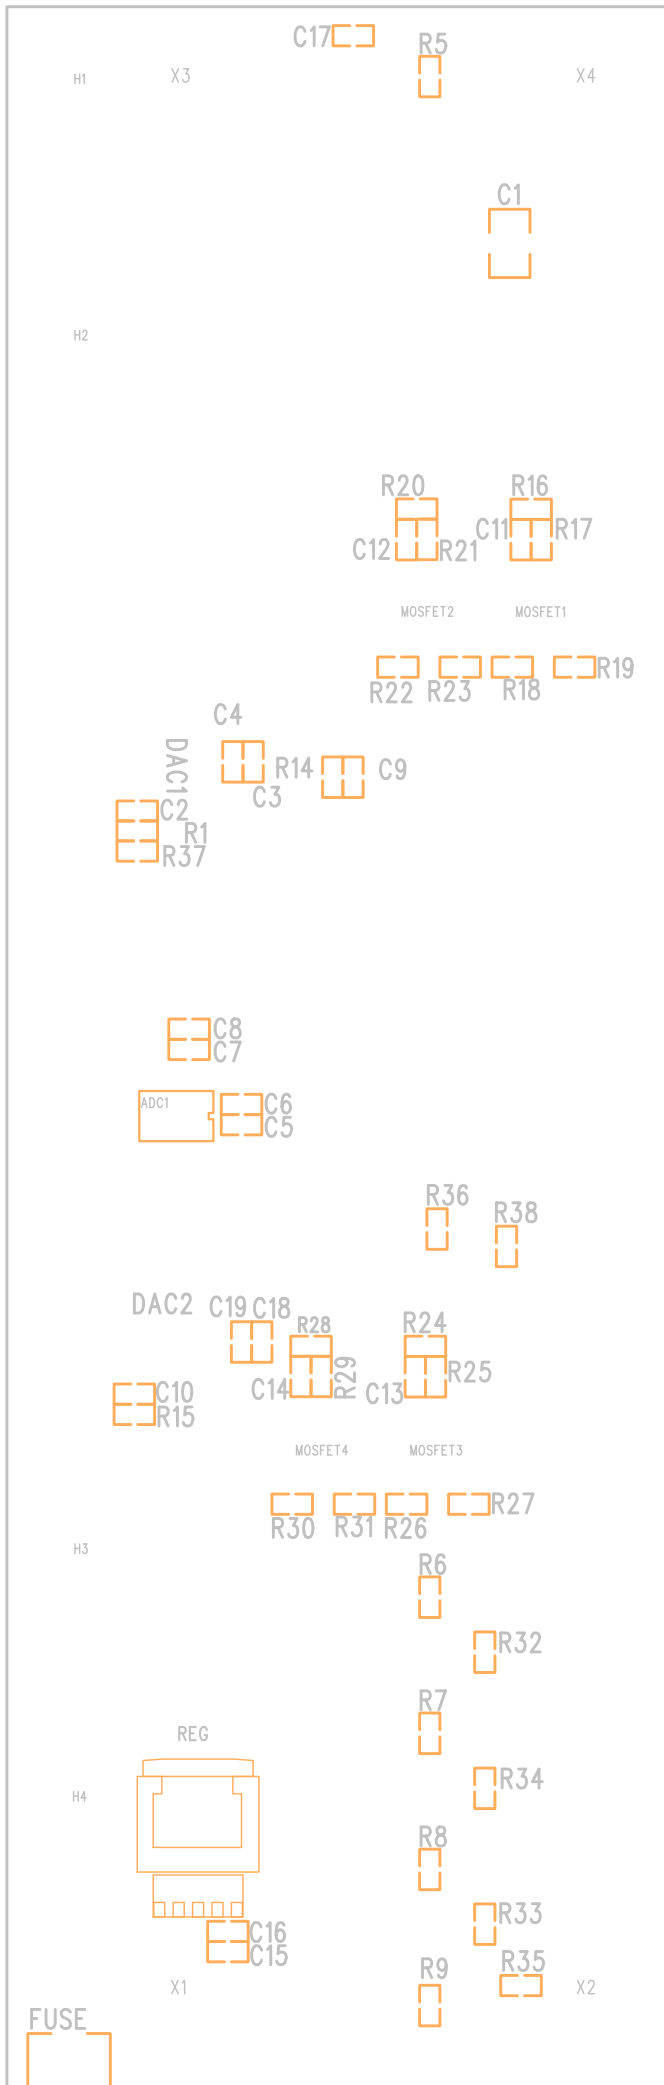 C17
R5
H1
X3
X4
C1
H2
R20
R16
C12
R21
C11
R17
MOSFET2
MOSFET1
R22
R23
R18
R19
C4
DAC1
R14
C9
C3
C2
R1
R37
C8
C7
ADC1
C6
C5
R36
R38
DAC2
C19
C18
R28
R24
C14
R29
C13
R25
C10
R15
MOSFET4
MOSFET3
R30
R31
R26
R27
H3
R6
R32
R7
REG
R34
H4
R8
R33
C16
C15
R35
R9
X1
X2
FUSE